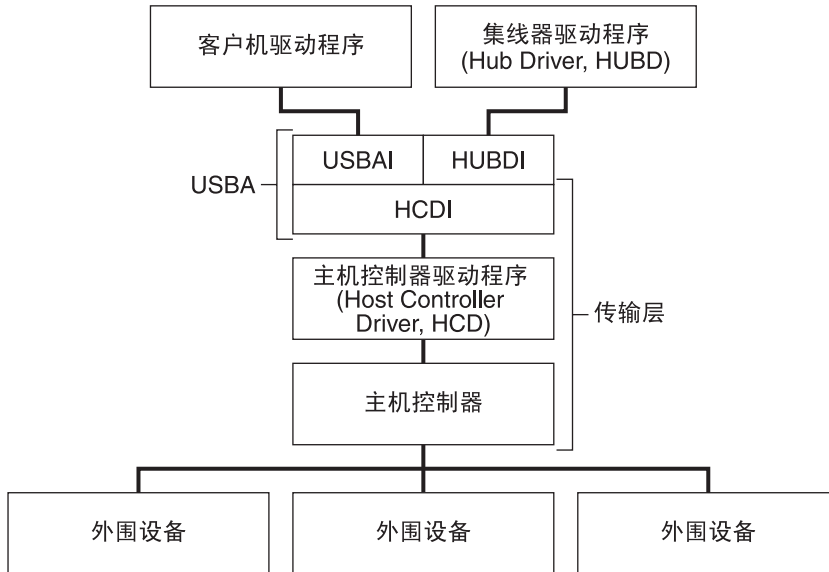 客户机驱动程序
集线器驱动程序
(Hub Driver, HUBD)
USBAI
HUBDI
USBA
HCDI
主机控制器驱动程序
(Host Controller
Driver, HCD)
传输层
主机控制器
外围设备
外围设备
外围设备